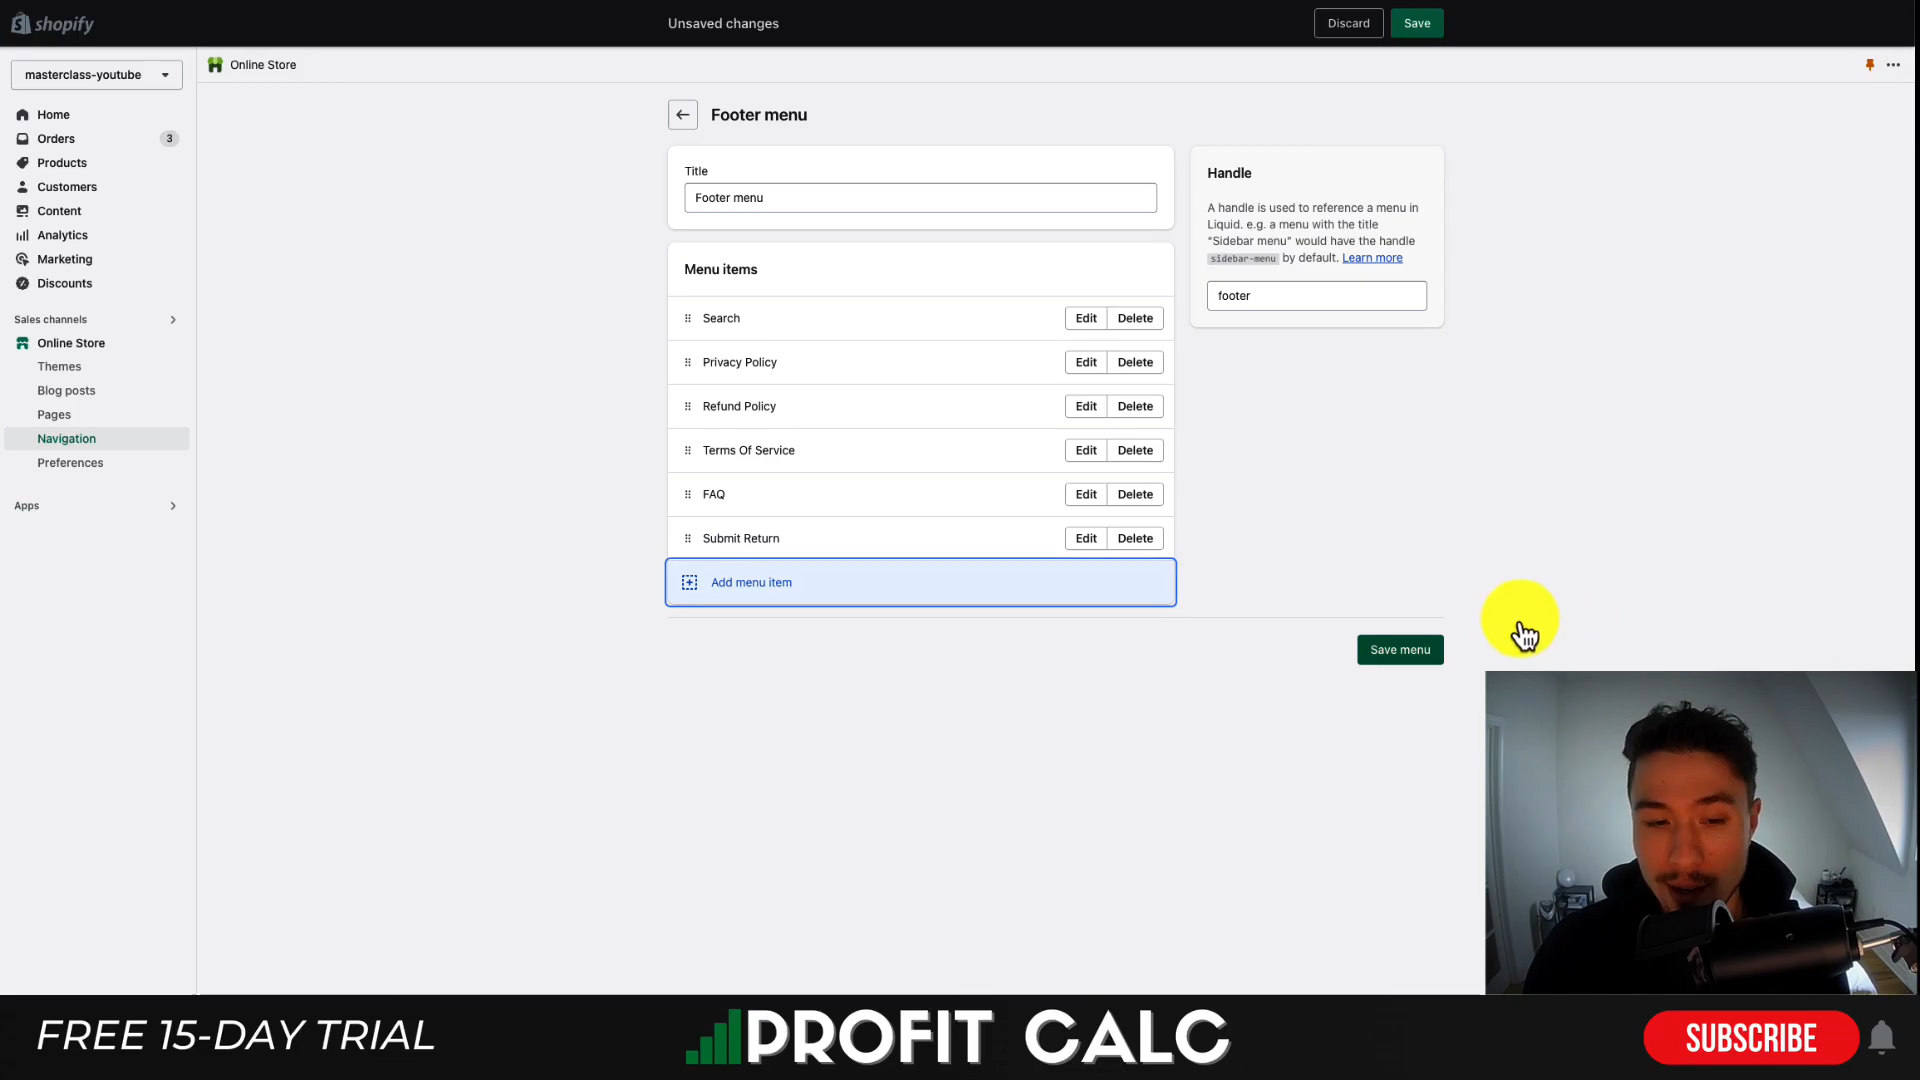 shopify
Unsaved changes
Discard
Save
masterclass-youtube
Online Store
Home
Orders
3
Products
Customers
Content
Analytics
Marketing
Discounts
Sales channels
Online Store
Themes
Blog posts
Pages
Navigation
Preferences
Apps
Footer menu
Title
Footer menu
Menu items
Search
Edit
Delete
Privacy Policy
Edit
Delete
Refund Policy
Edit
Delete
Terms Of Service
Edit
Delete
FAQ
Edit
Delete
Submit Return
Edit
Delete
Add menu item
Handle
A handle is used to reference a menu in
Liquid. e.g. a menu with the title
“Sidebar menu” would have the handle
sidebar-menu by default. Learn more
footer
Save menu
FREE 15-DAY TRIAL
PROFIT CALC
SUBSCRIBE